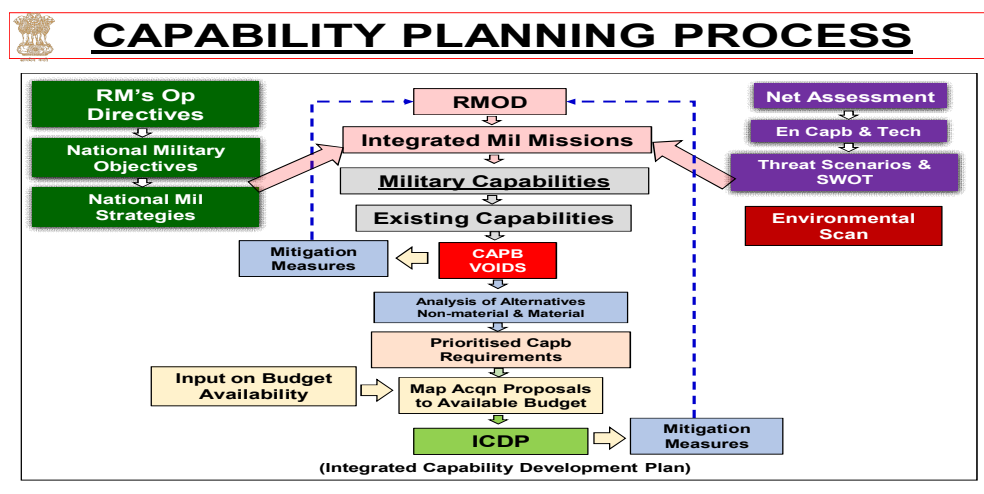 CAPABILITY PLANNING PROCESS
RM's Op
Directives
National Military
Objectives
National Mil
Strategies
RMOD
Integrated Mil Missions
Military Capabilities
Existing Capabilities
Net Assessment
En Capb & Tech
Threat Scenarios &
SWOT
Environmental
Scan
Mitigation
Measures
CAPB
VOIDS
Analysis of Alternatives
Non-material & Material
Prioritised Capb
Requirements
Input on Budget
Availability
Map Acqn Proposals
to Available Budget
ICDP
Mitigation
Measures
(Integrated Capability Development Plan)